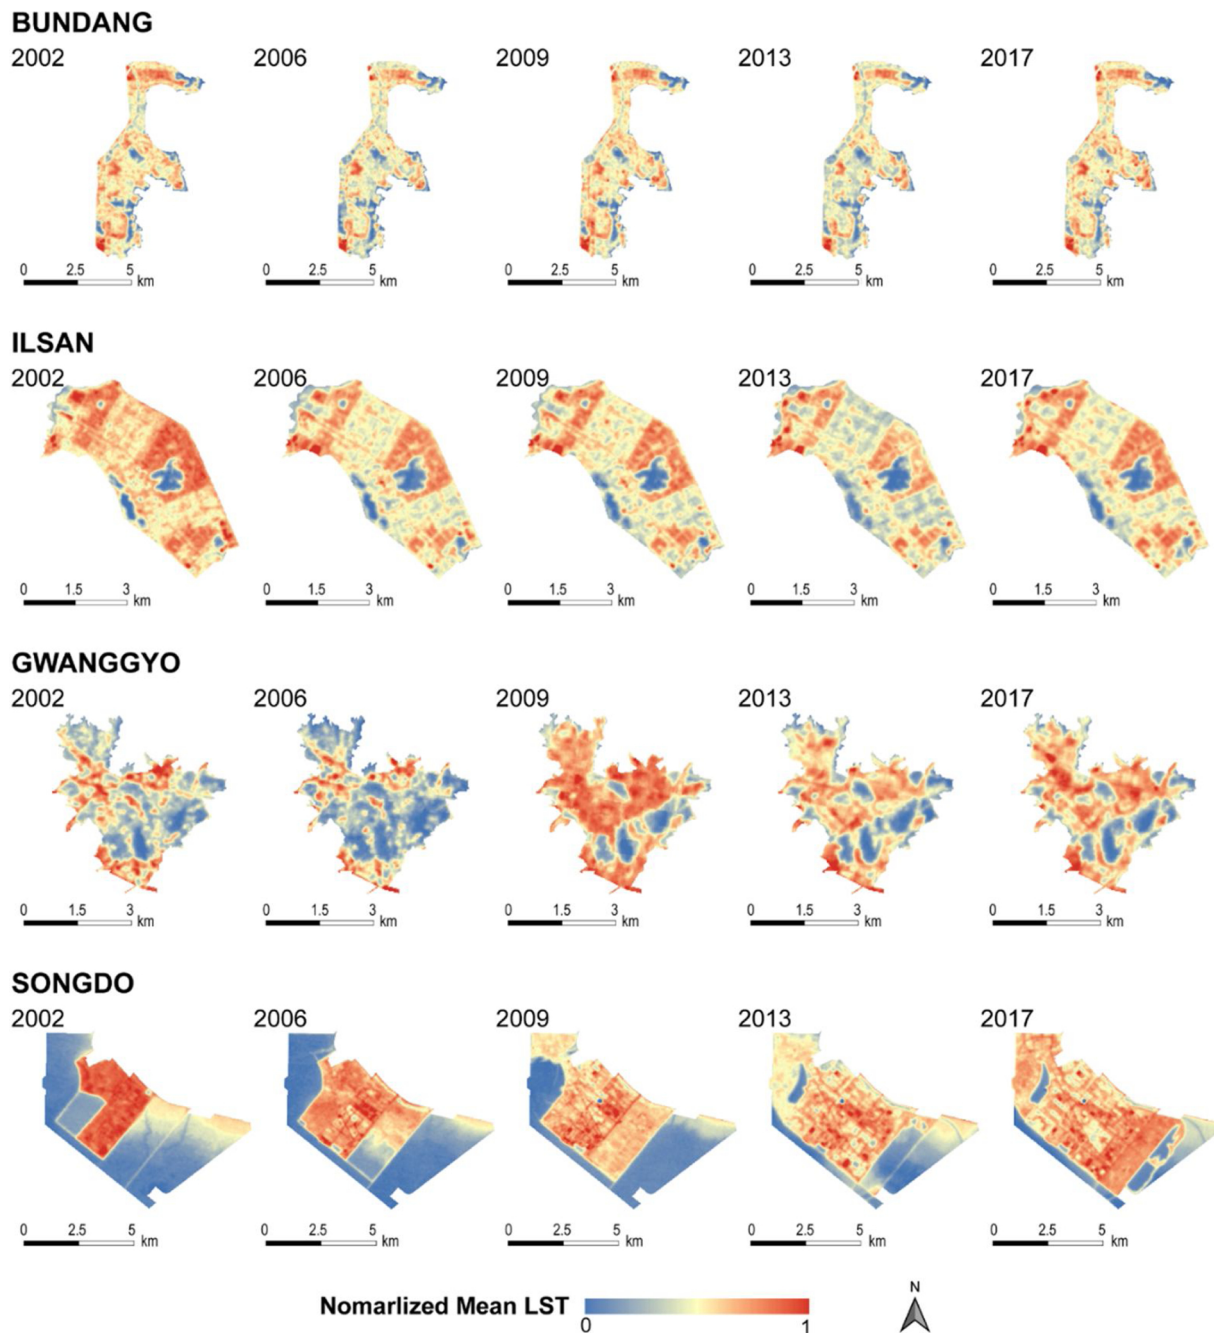 BUNDANG
2002 2006 2009 2013 2017
0 2.5 5 km 0 2.5 5 km 0 2.5 5 km 0 2.5 5 km 0 2.5 5 km
ILSAN
2002 2006 2009 2013 2017
0 1.5 3 km 0 1.5 3 km 0 1.5 3 km 0 1.5 3 km 0 1.5 3 km
GWANGGYO
2002 2006 2009 2013 2017
0 1.5 3 km 0 1.5 3 km 0 1.5 3 km 0 1.5 3 km 0 1.5 3 km
SONGDO
2002 2006 2009 2013 2017
0 2.5 5 km 0 2.5 5 km 0 2.5 5 km 0 2.5 5 km 0 2.5 5 km
N
Nomarlized Mean LST
0 1